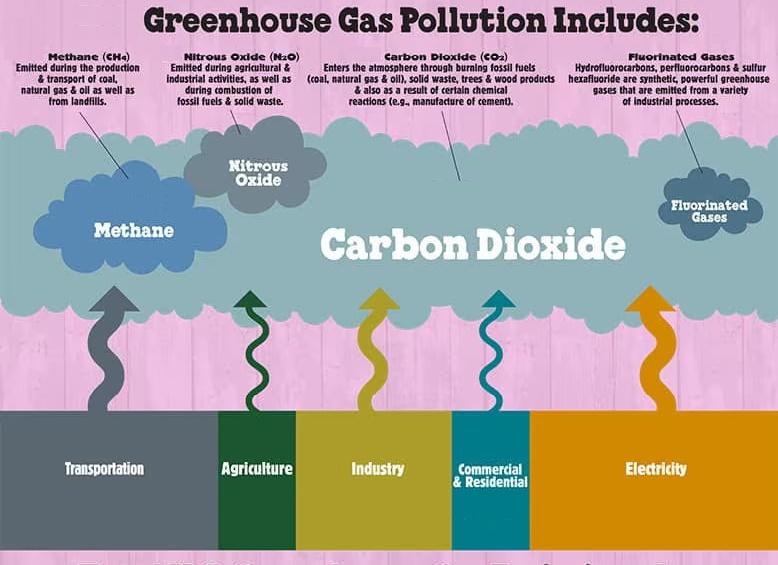 Greenhouse Gas Pollution Includes:
Methane (CH₄)
Emitted during the production
& transport of coal,
natural gas & oil as well as
from landfills.
Nitrous Oxide (N₂O)
Emitted during agricultural &
industrial activities, as well as
during combustion of
fossil fuels & solid waste.
Carbon Dioxide (CO₂)
Enters the atmosphere through burning fossil fuels
(coal, natural gas & oil), solid waste, trees & wood products
& also as a result of certain chemical
reactions (e.g., manufacture of cement).
Fluorinated Gases
Hydrofluorocarbons, perfluorocarbons & sulfur
hexafluoride are synthetic, powerful greenhouse
gases that are emitted from a variety
of industrial processes.
Nitrous
Oxide
Methane
Carbon Dioxide
Fluorinated
Gases
Transportation
Agriculture
Industry
Commercial
& Residential
Electricity